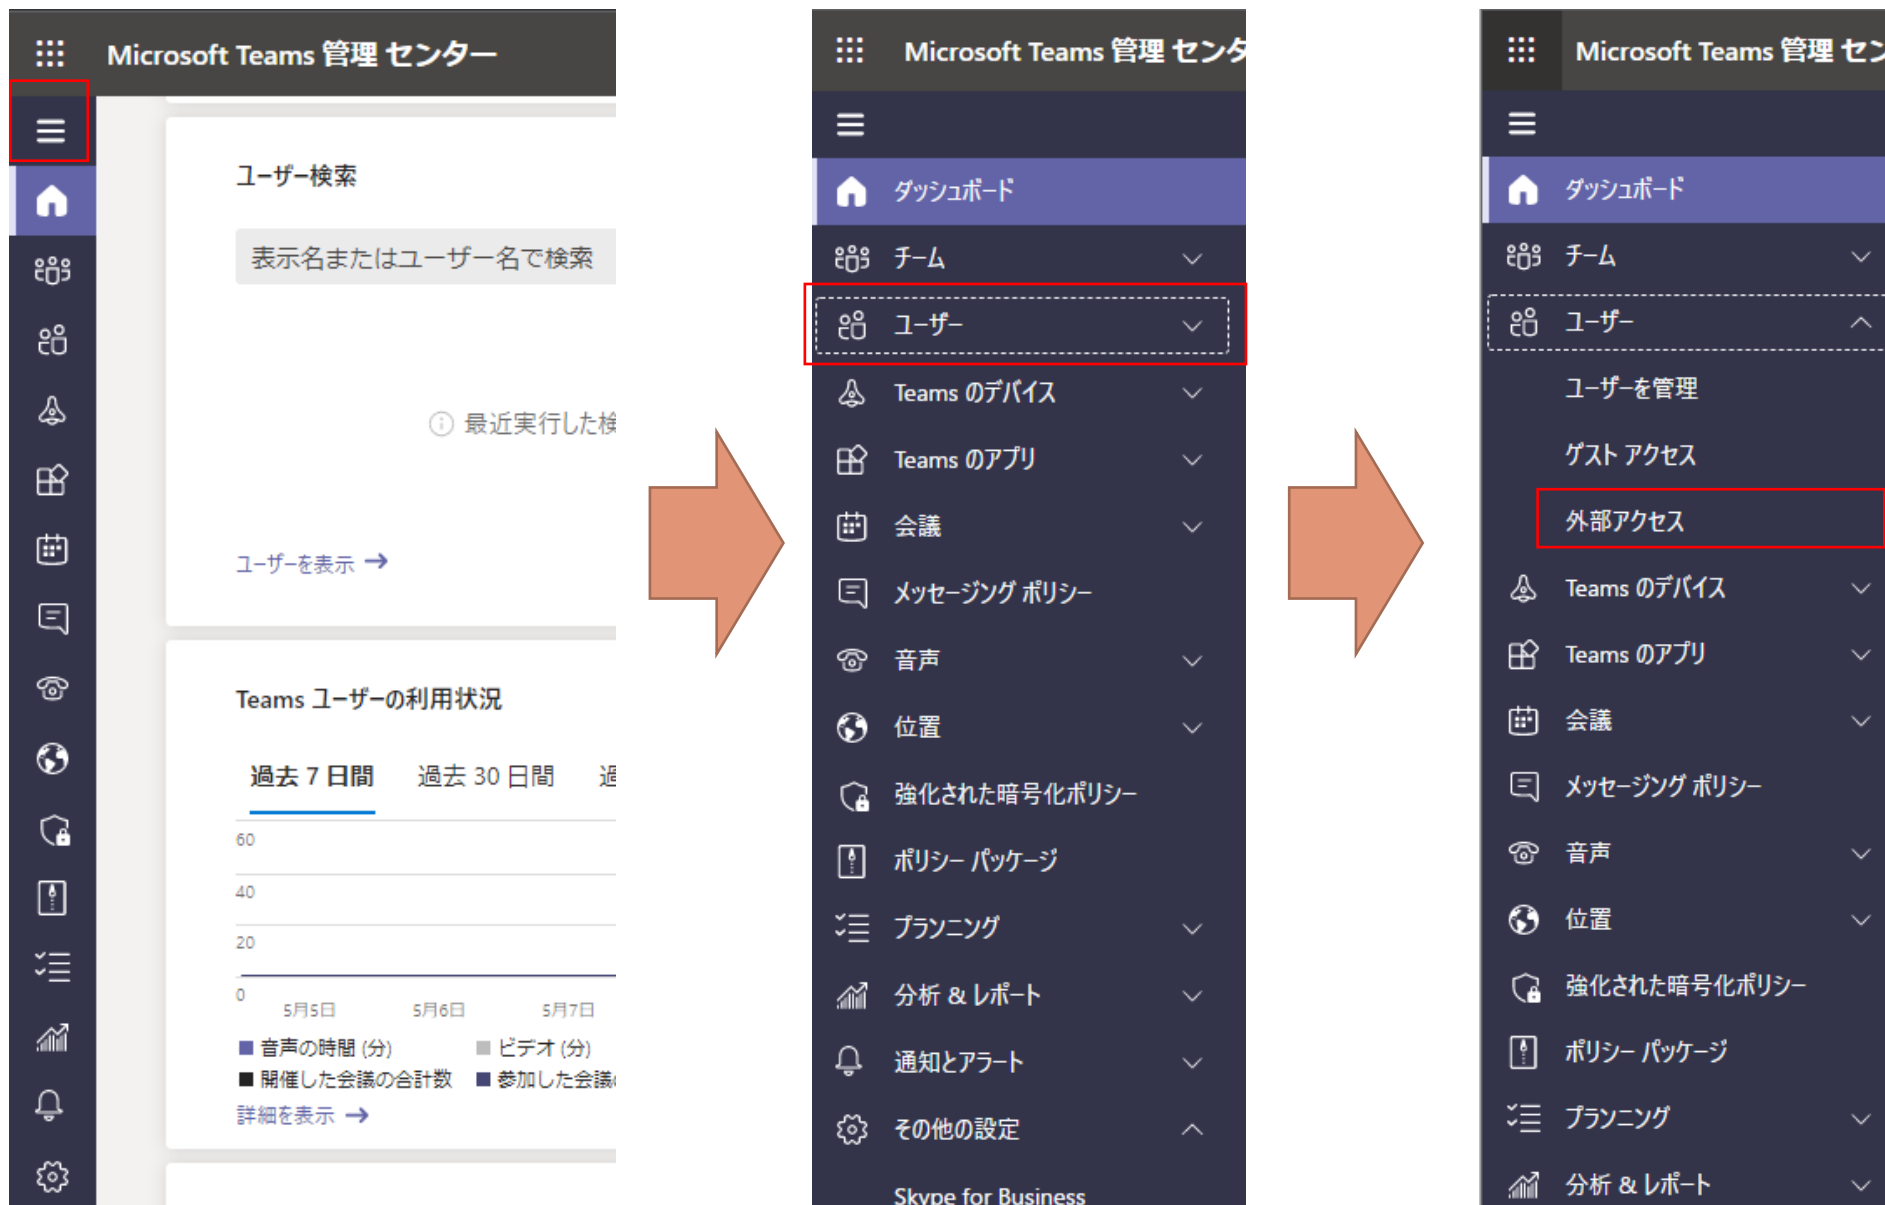 Microsoft Teams 管理 センター
ユーザー検索
表示名またはユーザー名で検索
最近実行した検
ユーザーを表示 →
Teams ユーザーの利用状況
過去 7 日間 過去 30 日間 過
60
40
20
0
5月5日 5月6日 5月7日
音声の時間 (分) ビデオ (分)
開催した会議の合計数 参加した会議
詳細を表示 →
Microsoft Teams 管理 センタ
ダッシュボード
チーム
ユーザー
Teams のデバイス
Teams のアプリ
会議
メッセージング ポリシー
音声
位置
強化された暗号化ポリシー
ポリシー パッケージ
プランニング
分析 & レポート
通知とアラート
その他の設定
Skype for Business
Microsoft Teams 管理 セン
ダッシュボード
チーム
ユーザー
ユーザーを管理
ゲスト アクセス
外部アクセス
Teams のデバイス
Teams のアプリ
会議
メッセージング ポリシー
音声
位置
強化された暗号化ポリシー
ポリシー パッケージ
プランニング
分析 & レポート